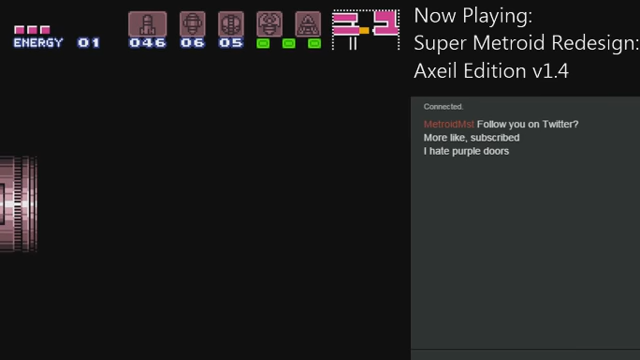 Now Playing:
Super Metroid Redesign:
Axeil Edition v1.4
ENERGY 01 046 06 05
Connected.
MetroidMst Follow you on Twitter?
More like, subscribed
I hate purple doors